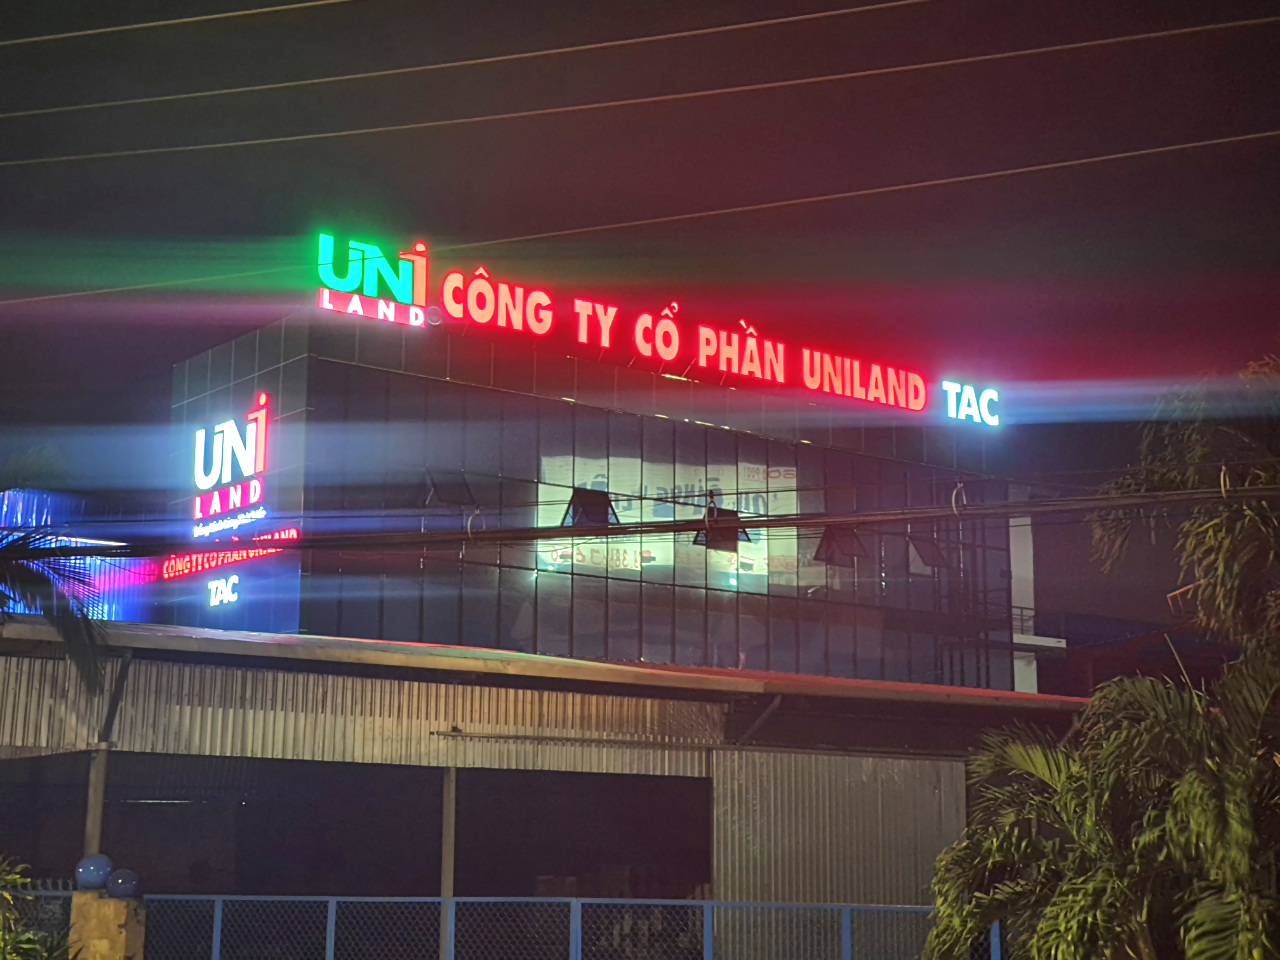 UNi
LAND
CÔNG TY CỔ PHẦN UNILAND TAC
UNi
LAND
CÔNG TY CỔ PHẦN UNILAND
TAC